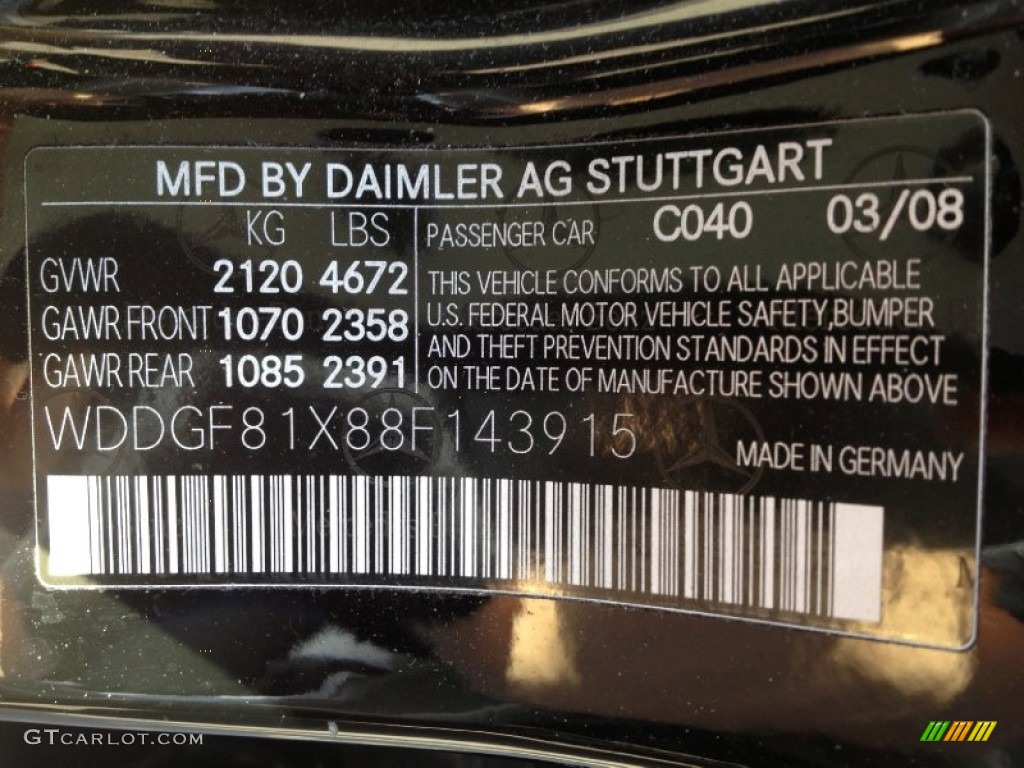 MFD BY DAIMLER AG STUTTGART
KG LBS
GVWR 2120 4672
GAWR FRONT 1070 2358
GAWR REAR 1085 2391
PASSENGER CAR C040 03/08
THIS VEHICLE CONFORMS TO ALL APPLICABLE
U.S. FEDERAL MOTOR VEHICLE SAFETY,BUMPER
AND THEFT PREVENTION STANDARDS IN EFFECT
ON THE DATE OF MANUFACTURE SHOWN ABOVE
WDDGF81X88F143915
MADE IN GERMANY
GTCARLOT.COM